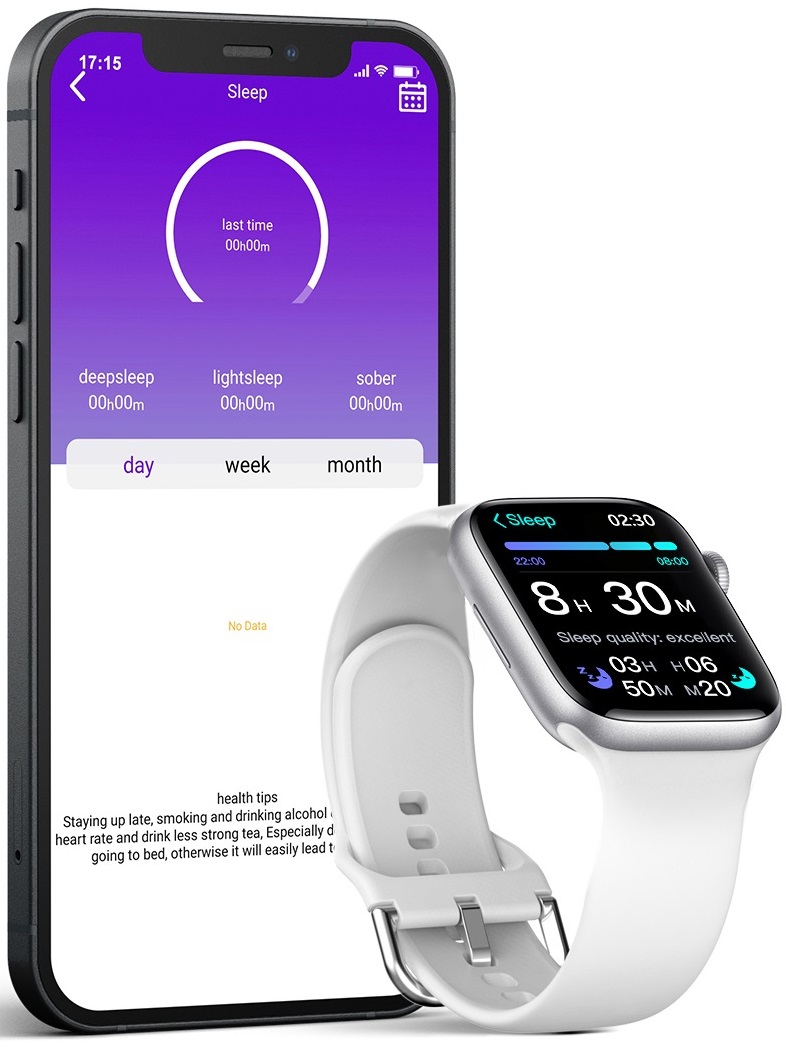 17:15
Sleep
last time
00h00m
deepsleep
lightsleep
sober
00h00m
00h00m
00h00m
day
week
month
No Data
health tips
Staying up late, smoking and drinking alcohol
heart rate and drink less strong tea, Especially
going to bed, otherwise it will easily lead
Sleep
02:30
22:00
08:00
8H 30M
Sleep quality: excellent
03H H06
50M M20